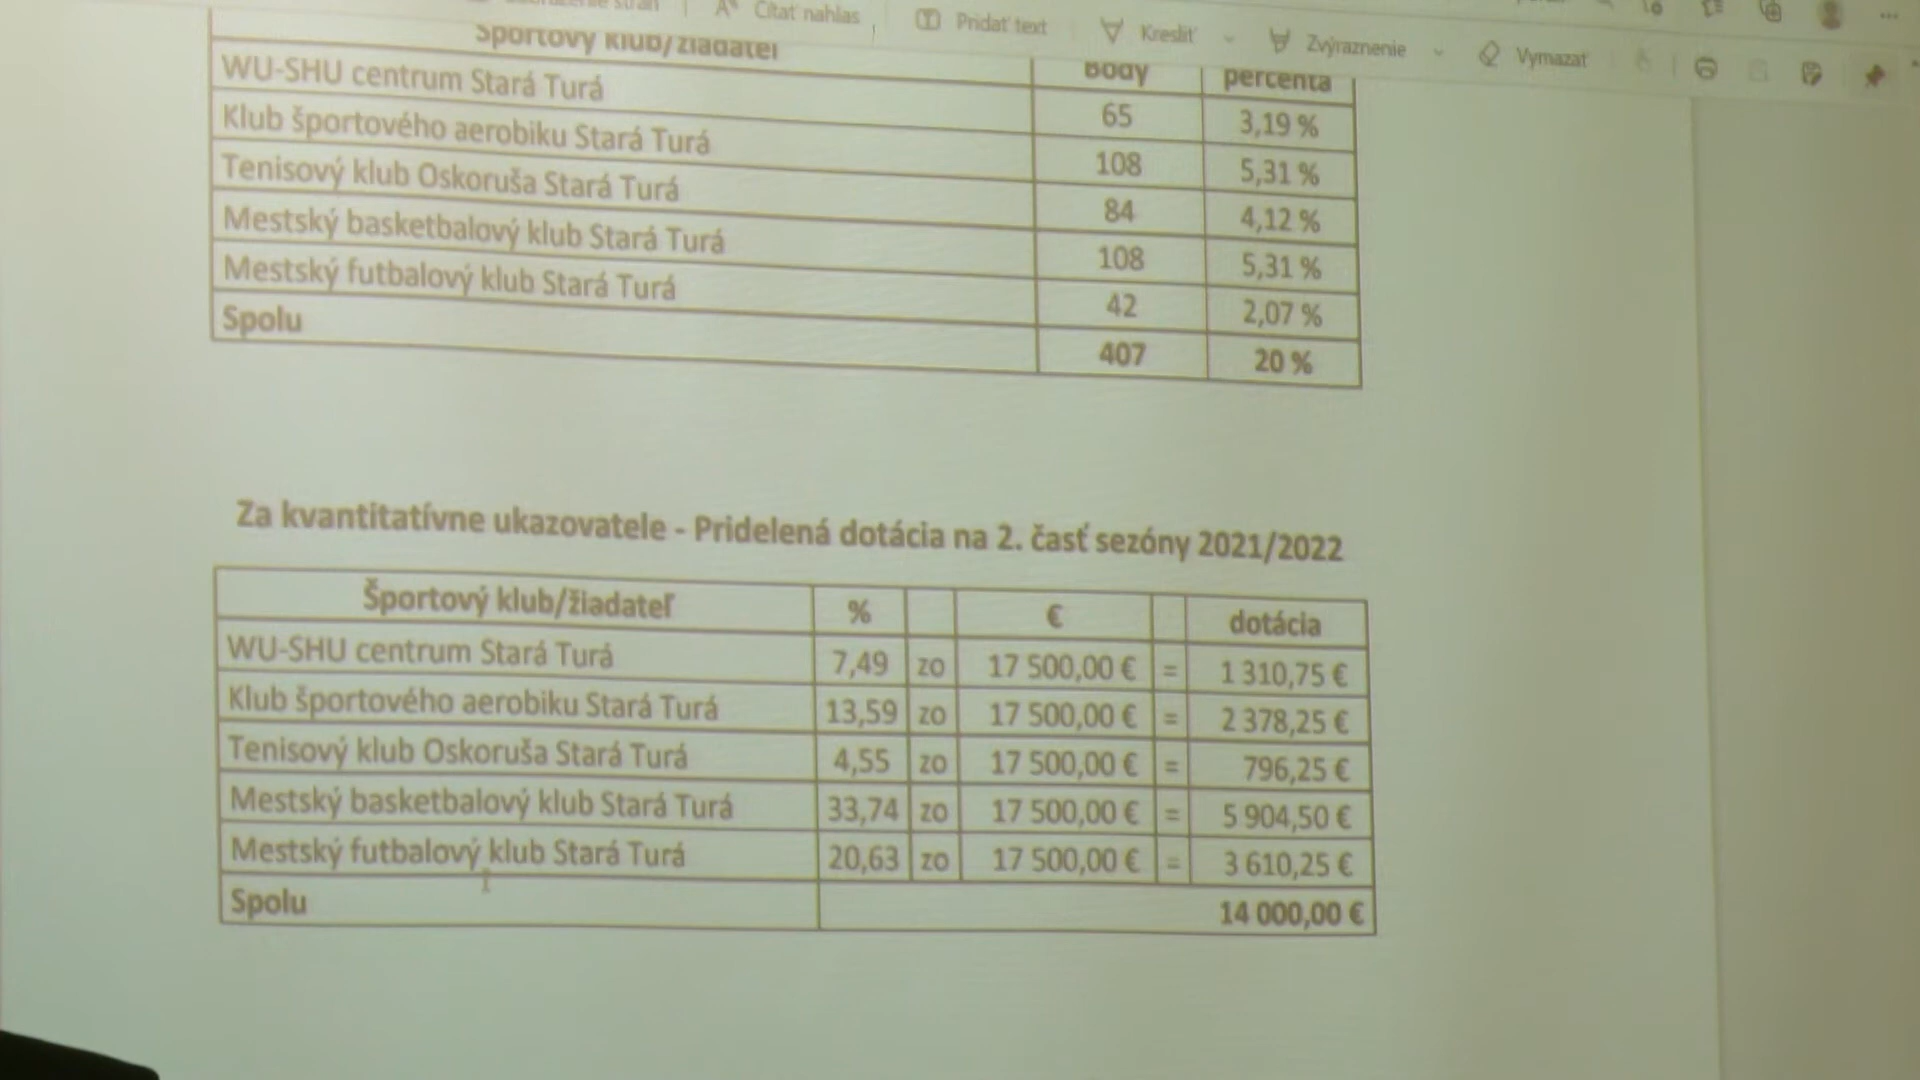 Čítať nahlas
Pridať text
Kresliť
Zvýraznenie
Vymazať
Športový klub/žiadateľ Body percentá
WU-SHU centrum Stará Turá 65 3,19 %
Klub športového aerobiku Stará Turá 108 5,31 %
Tenisový klub Oskoruša Stará Turá 84 4,12 %
Mestský basketbalový klub Stará Turá 108 5,31 %
Mestský futbalový klub Stará Turá 42 2,07 %
Spolu 407 20 %
Za kvantitatívne ukazovatele - Pridelená dotácia na 2. časť sezóny 2021/2022
Športový klub/žiadateľ % € dotácia
WU-SHU centrum Stará Turá 7,49 zo 17 500,00 € = 1 310,75 €
Klub športového aerobiku Stará Turá 13,59 zo 17 500,00 € = 2 378,25 €
Tenisový klub Oskoruša Stará Turá 4,55 zo 17 500,00 € = 796,25 €
Mestský basketbalový klub Stará Turá 33,74 zo 17 500,00 € = 5 904,50 €
Mestský futbalový klub Stará Turá 20,63 zo 17 500,00 € = 3 610,25 €
Spolu 14 000,00 €